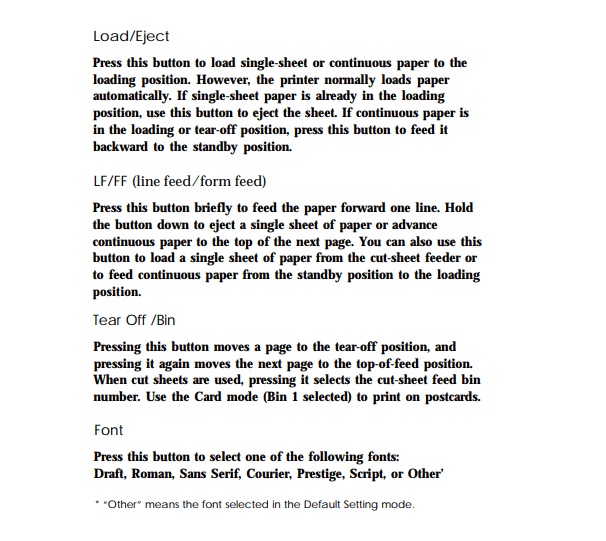 Load/Eject
Press this button to load single-sheet or continuous paper to the
loading position. However, the printer normally loads paper
automatically. If single-sheet paper is already in the loading
position, use this button to eject the sheet. If continuous paper is
in the loading or tear-off position, press this button to feed it
backward to the standby position.
LF/FF (line feed/form feed)
Press this button briefly to feed the paper forward one line. Hold
the button down to eject a single sheet of paper or advance
continuous paper to the top of the next page. You can also use this
button to load a single sheet of paper from the cut-sheet feeder or
to feed continuous paper from the standby position to the loading
position.
Tear Off /Bin
Pressing this button moves a page to the tear-off position, and
pressing it again moves the next page to the top-of-feed position.
When cut sheets are used, pressing it selects the cut-sheet feed bin
number. Use the Card mode (Bin 1 selected) to print on postcards.
Font
Press this button to select one of the following fonts:
Draft, Roman, Sans Serif, Courier, Prestige, Script, or Other*
* “Other” means the font selected in the Default Setting mode.